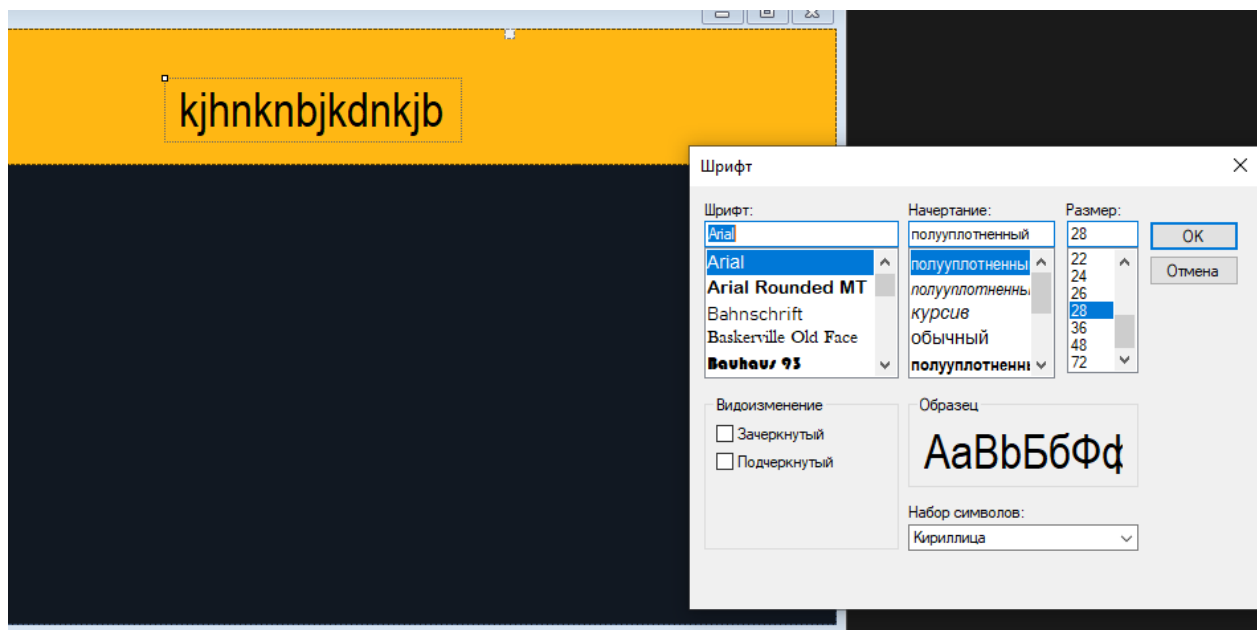 kjhnknbjkdnkjb
Шрифт
Шрифт:
Arial
Arial
Arial Rounded MT
Bahnschrift
Baskerville Old Face
Bauhaus 93
Начертание:
полууплотненный
полууплотненны
полууплотненны
курсив
обычный
полууплотненны
Размер:
28
22
24
26
28
36
48
72
OK
Отмена
Видоизменение
Зачеркнутый
Подчеркнутый
Образец
АаВbБбФф
Набор символов:
Кириллица